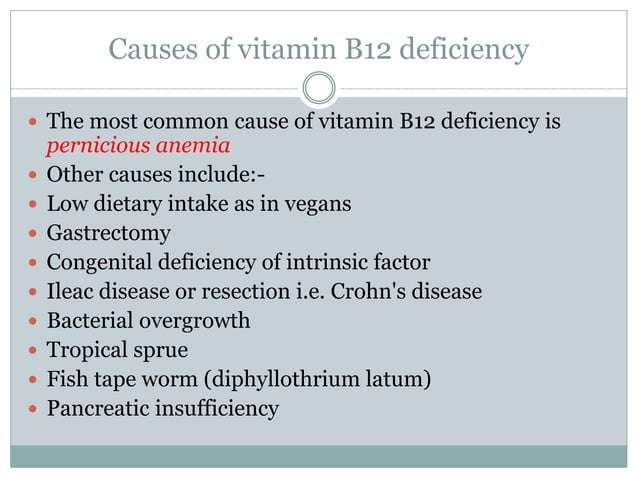 Causes of vitamin B12 deficiency
The most common cause of vitamin B12 deficiency is
pernicious anemia
Other causes include:-
Low dietary intake as in vegans
Gastrectomy
Congenital deficiency of intrinsic factor
Ileac disease or resection i.e. Crohn's disease
Bacterial overgrowth
Tropical sprue
Fish tape worm (diphyllothrium latum)
Pancreatic insufficiency